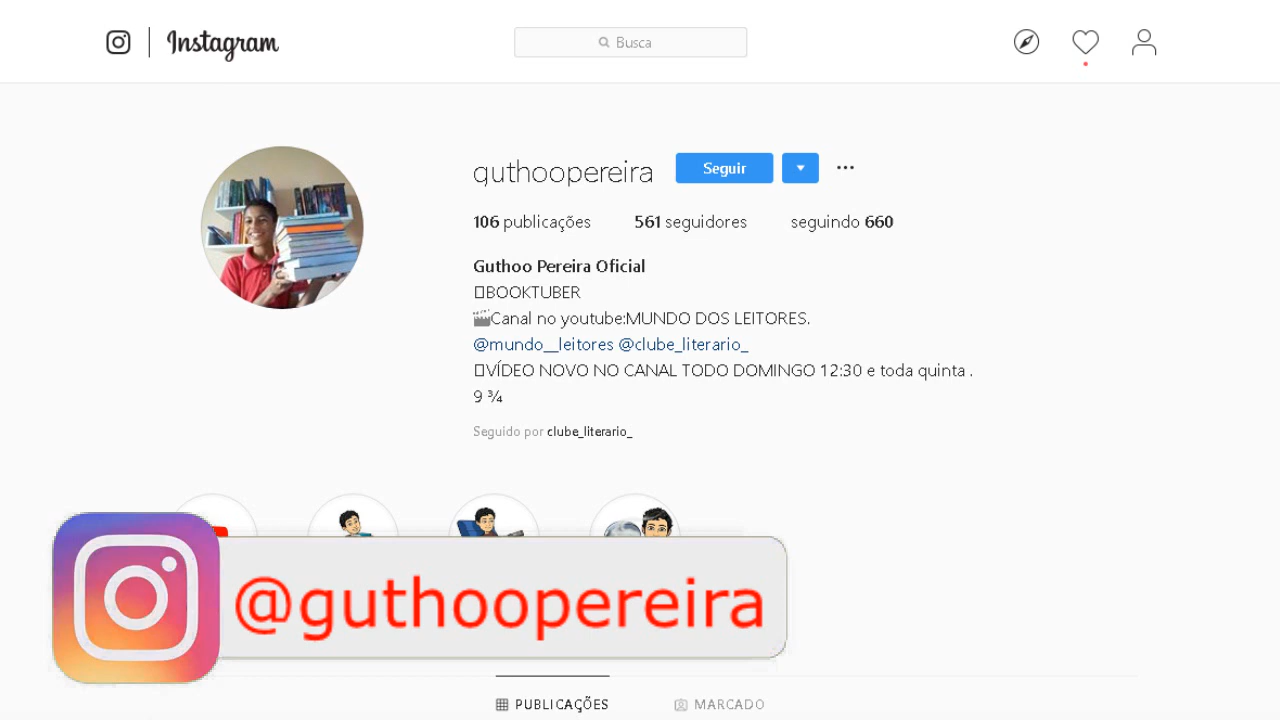 Instagram
Busca
guthoopereira
Seguir
106 publicações 561 seguidores seguindo 660
Guthoo Pereira Oficial
BOOKTUBER
Canal no youtube:MUNDO DOS LEITORES.
@mundo__leitores @clube_literario_
VÍDEO NOVO NO CANAL TODO DOMINGO 12:30 e toda quinta .
9 ¾
Seguido por clube_literario_
@guthoopereira
PUBLICAÇÕES MARCADO